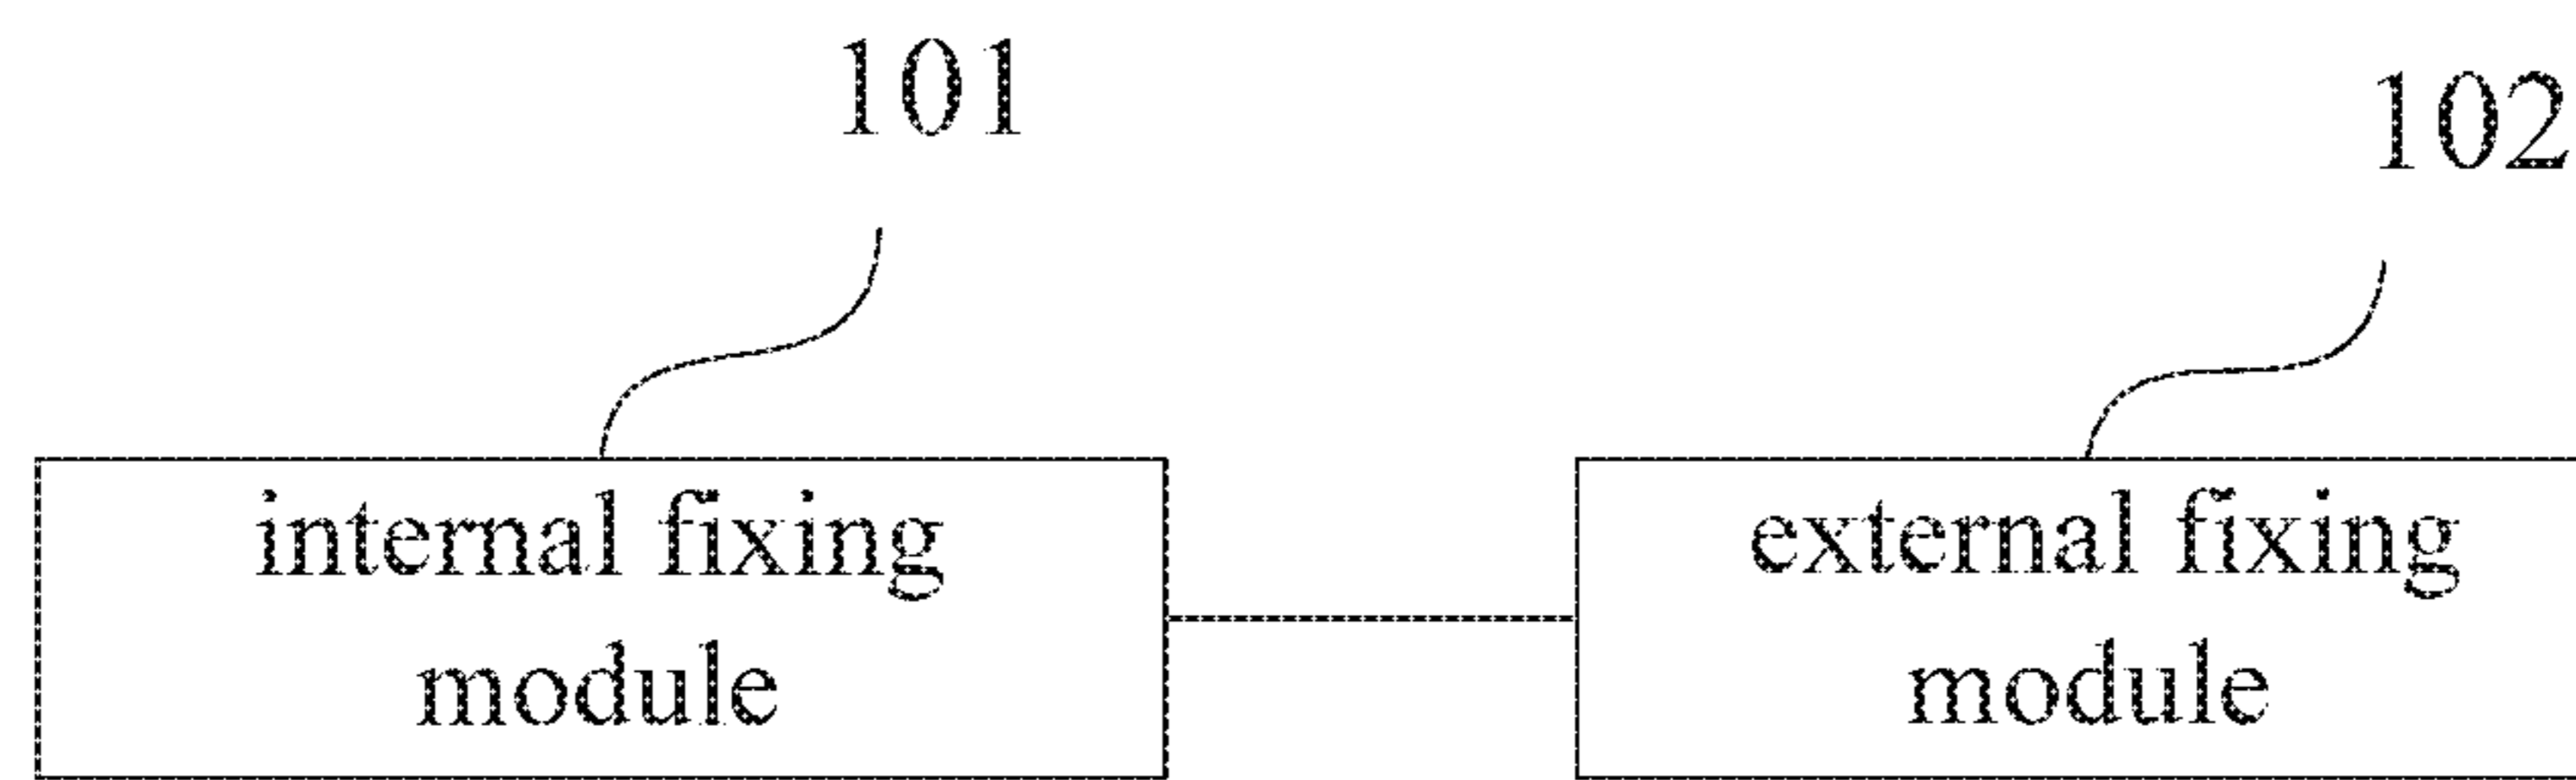 101
102
internal fixing
module
external fixing
module